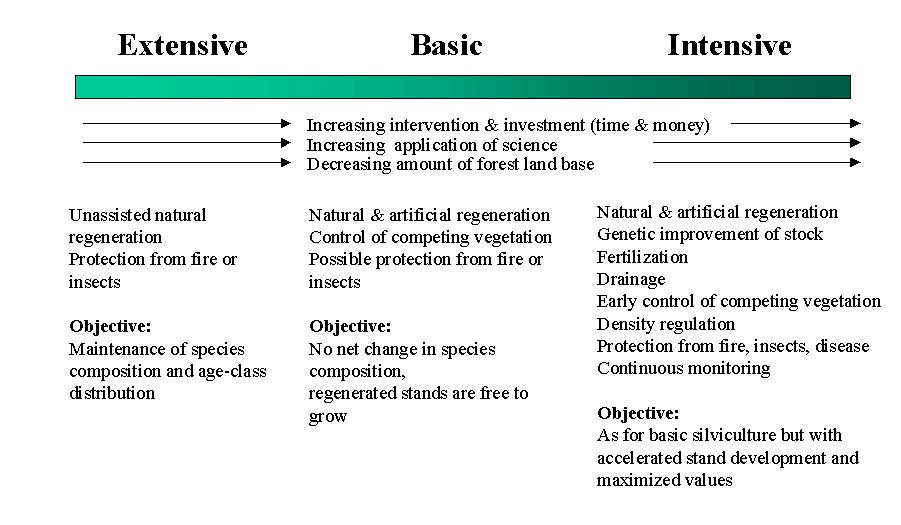 Extensive
Basic
Intensive
Increasing intervention & investment (time & money)
Increasing application of science
Decreasing amount of forest land base
Unassisted natural
regeneration
Protection from fire or
insects
Objective:
Maintenance of species
composition and age-class
distribution
Natural & artificial regeneration
Control of competing vegetation
Possible protection from fire or
insects
Objective:
No net change in species
composition,
regenerated stands are free to
grow
Natural & artificial regeneration
Genetic improvement of stock
Fertilization
Drainage
Early control of competing vegetation
Density regulation
Protection from fire, insects, disease
Continuous monitoring
Objective:
As for basic silviculture but with
accelerated stand development and
maximized values